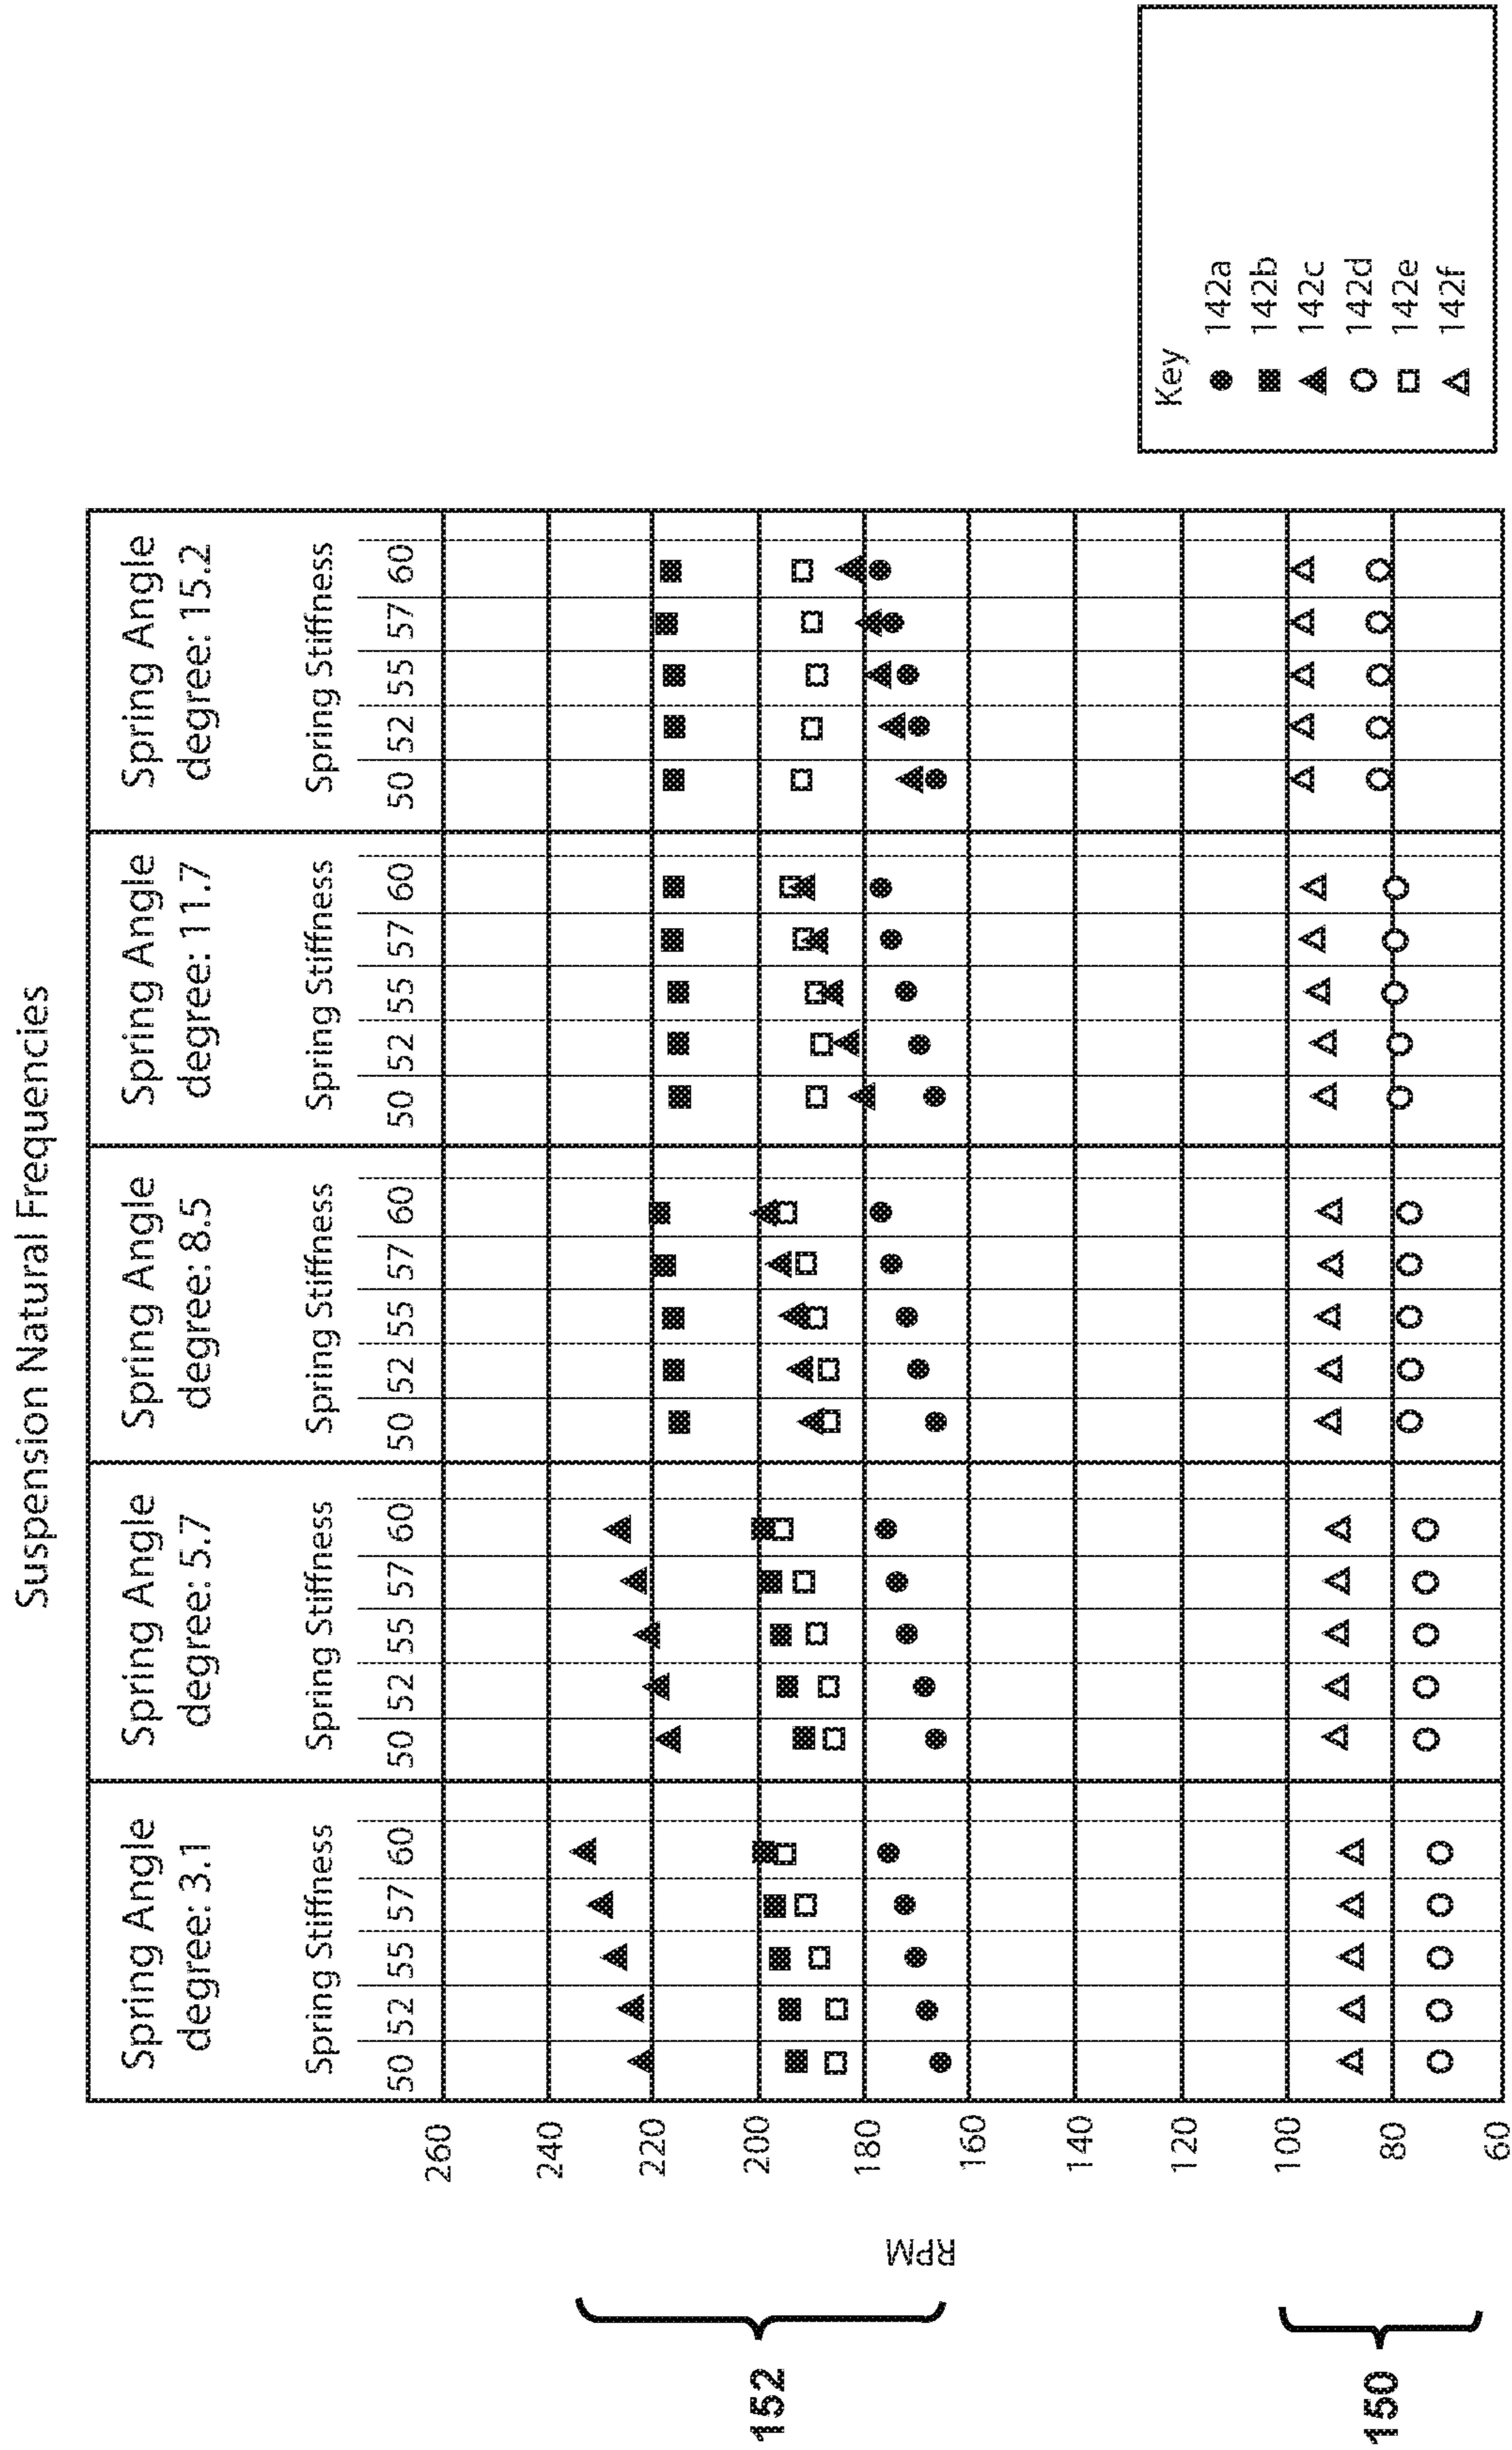 Suspension Natural Frequencies
Spring Angle
degree: 3.1
Spring Angle
degree: 5.7
Spring Angle
degree: 8.5
Spring Angle
degree: 11.7
Spring Angle
degree: 15.2
Spring Stiffness
Spring Stiffness
Spring Stiffness
Spring Stiffness
Spring Stiffness
50 52 55 57 60
50 52 55 57 60
50 52 55 57 60
50 52 55 57 60
50 52 55 57 60
260
240
220
200
180
160
140
120
100
80
60
RPM
152
150
Key
142a
142b
142c
142d
142e
142f